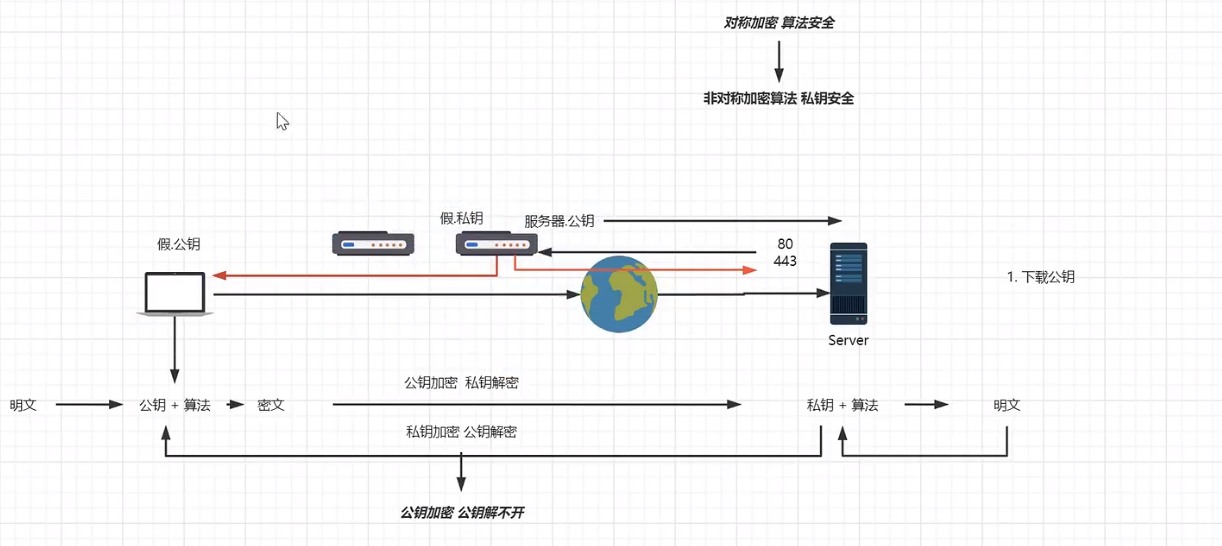 对称加密 算法安全
非对称加密算法 私钥安全
假.私钥
服务器.公钥
假.公钥
80
443
1. 下载公钥
Server
公钥加密 私钥解密
明文
公钥 + 算法
密文
私钥 + 算法
明文
私钥加密 公钥解密
公钥加密 公钥解不开